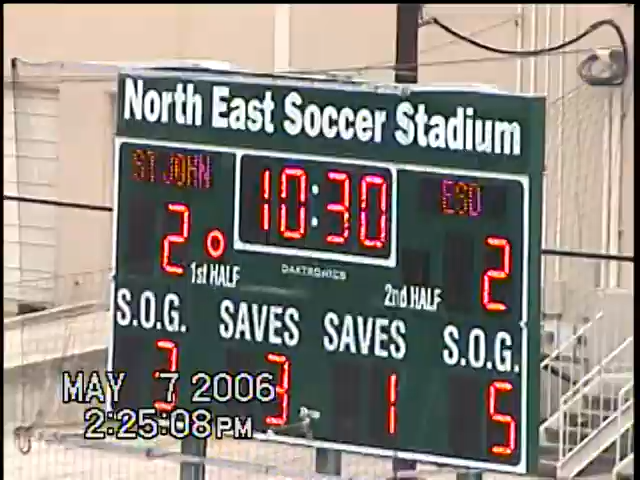 North East Soccer Stadium
ST JOHN 10:30 ESO
2 2
DAKTRONICS
1st HALF 2nd HALF
S.O.G. SAVES SAVES S.O.G.
3 3 1 5
MAY 7 2006
2:25:08 PM